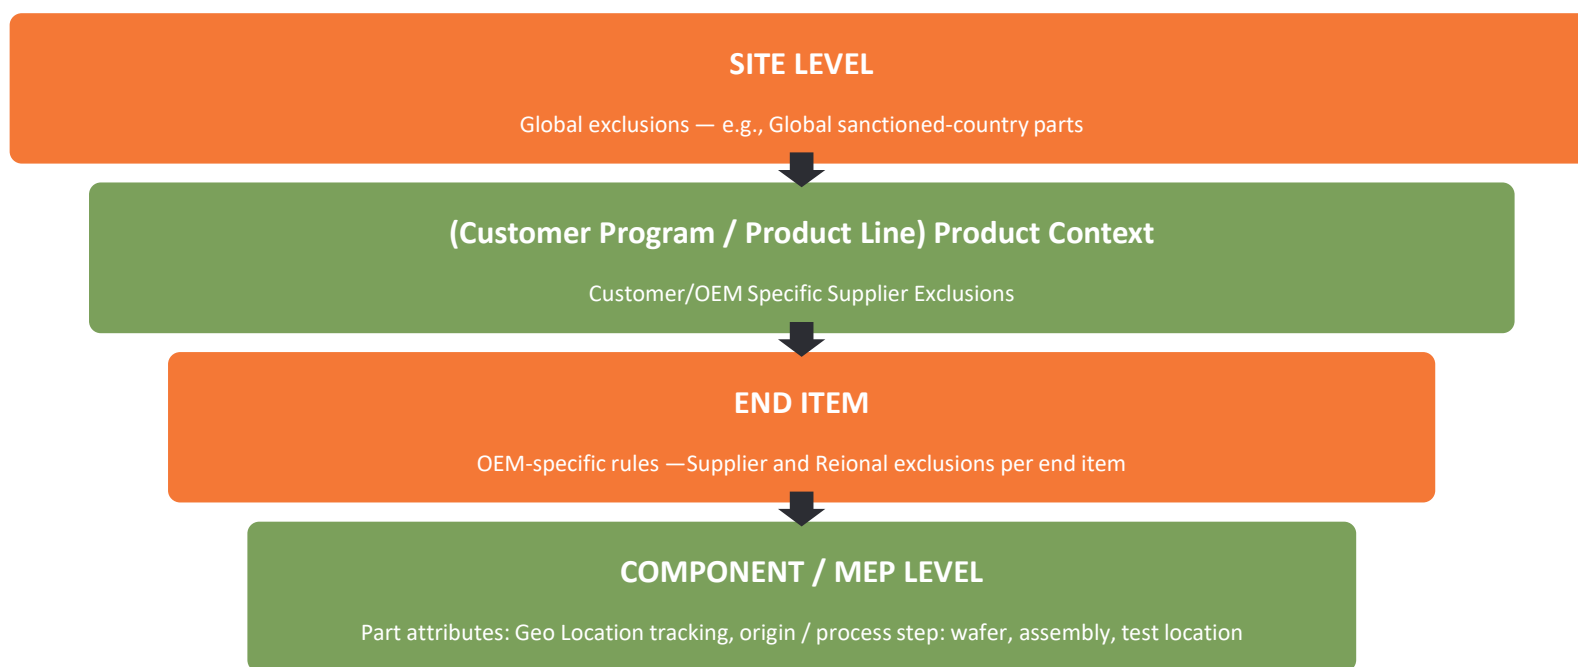 SITE LEVEL
Global exclusions — e.g., Global sanctioned-country parts
(Customer Program / Product Line) Product Context
Customer/OEM Specific Supplier Exclusions
END ITEM
OEM-specific rules —Supplier and Reional exclusions per end item
COMPONENT / MEP LEVEL
Part attributes: Geo Location tracking, origin / process step: wafer, assembly, test location